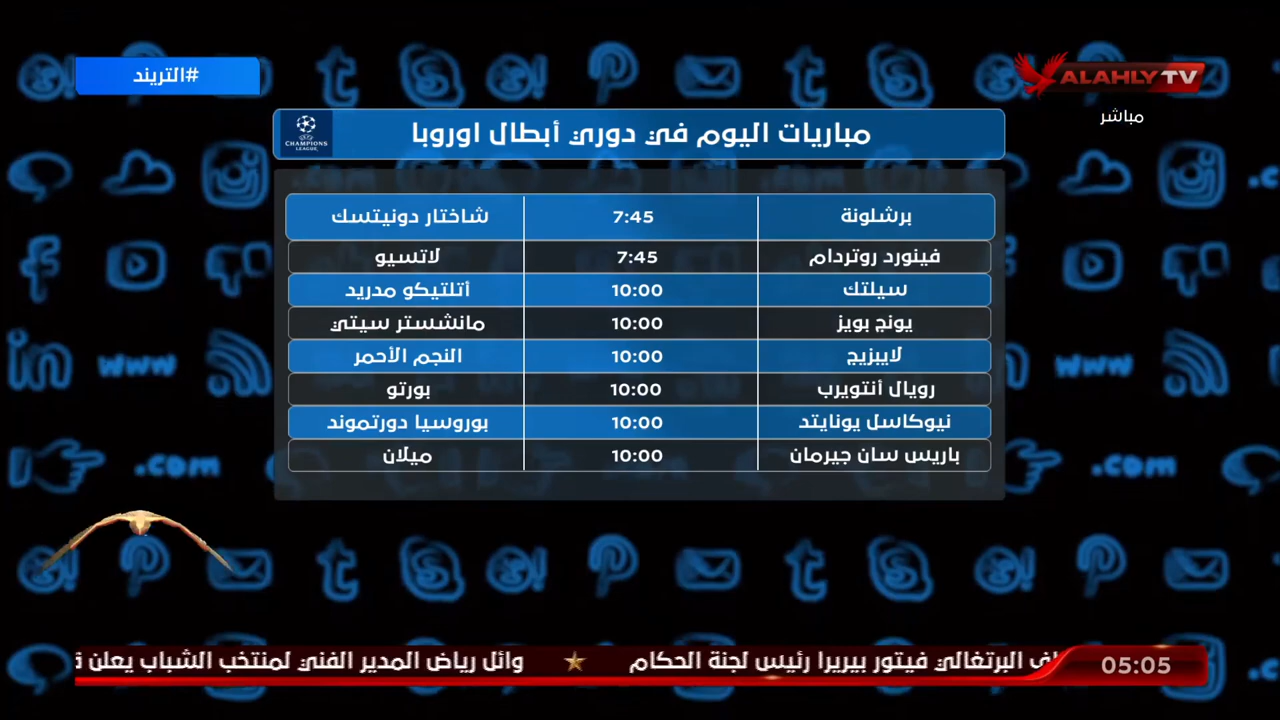 #التريند
ALAHLY TV
مباشر
UEFA
CHAMPIONS
LEAGUE
مباريات اليوم في دوري أبطال اوروبا
برشلونة 7:45 شاختار دونيتسك
فينورد روتردام 7:45 لاتسيو
سيلتك 10:00 أتلتيكو مدريد
يونج بويز 10:00 مانشستر سيتي
لايبزيج 10:00 النجم الأحمر
رويال أنتويرب 10:00 بورتو
نيوكاسل يونايتد 10:00 بوروسيا دورتموند
باريس سان جيرمان 10:00 ميلان
05:05 البرتغالي فيتور بيريرا رئيس لجنة الحكام ★ وائل رياض المدير الفني لمنتخب الشباب يعلن